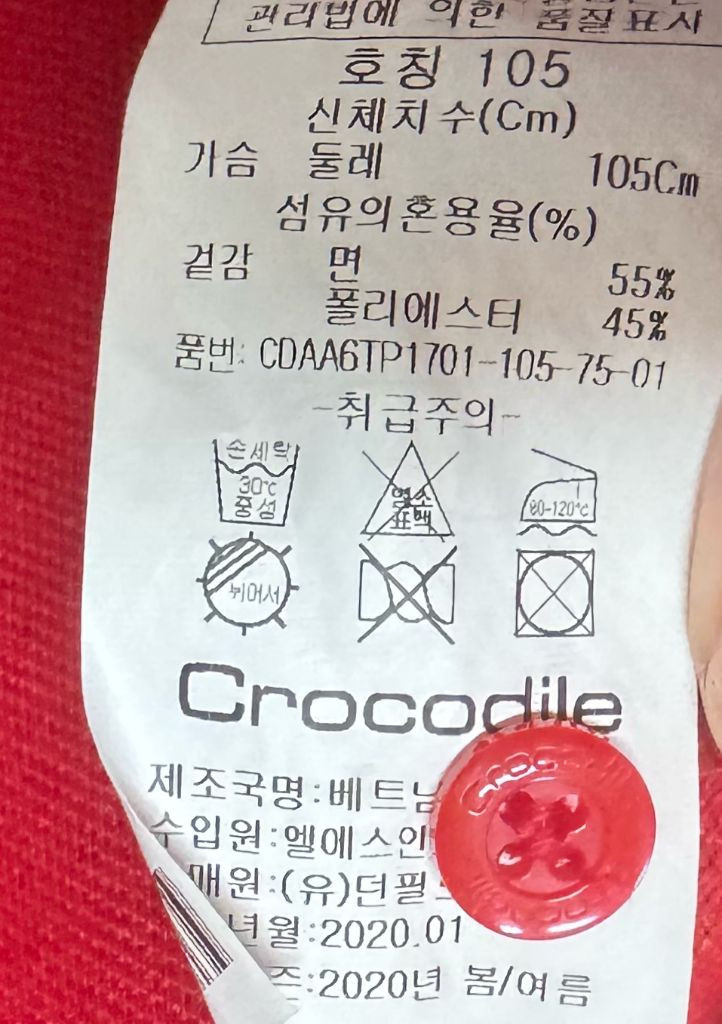 관리법에 의한 품질표시
호칭 105
신체치수(Cm)
가슴 둘레 105Cm
섬유의혼용율(%)
겉감 면 55%
폴리에스터 45%
품번: CDAA6TP1701-105-75-01
-취급주의-
손세탁
30℃
중성
염소
표백
80-120℃
뉘어서
Crocodile
제조국명:베트남
수입원:엘에스인
매원:(유)던필
년월:2020.01
즌:2020년 봄/여름